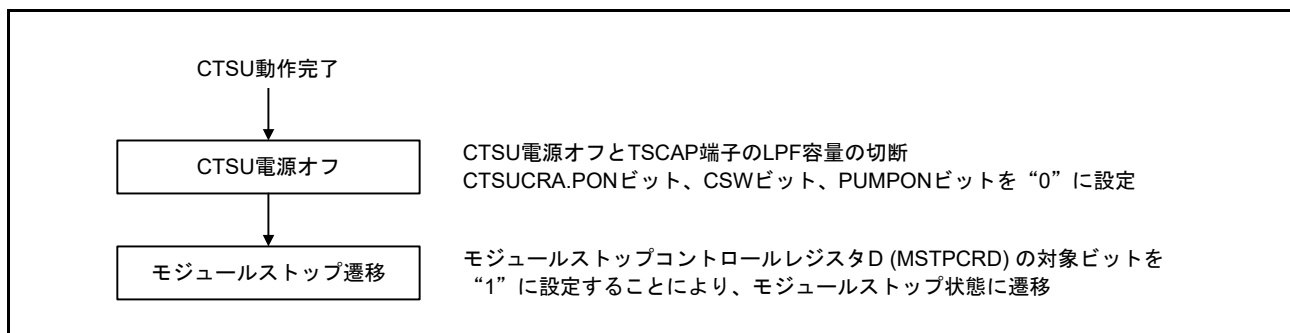 CTSU動作完了
CTSU電源オフ
CTSU電源オフとTSCAP端子のLPF容量の切断
CTSUCRA.PONビット、CSWビット、PUMPONビットを“0”に設定
モジュールストップ遷移
モジュールストップコントロールレジスタD (MSTPCRD) の対象ビットを
“1”に設定することにより、モジュールストップ状態に遷移